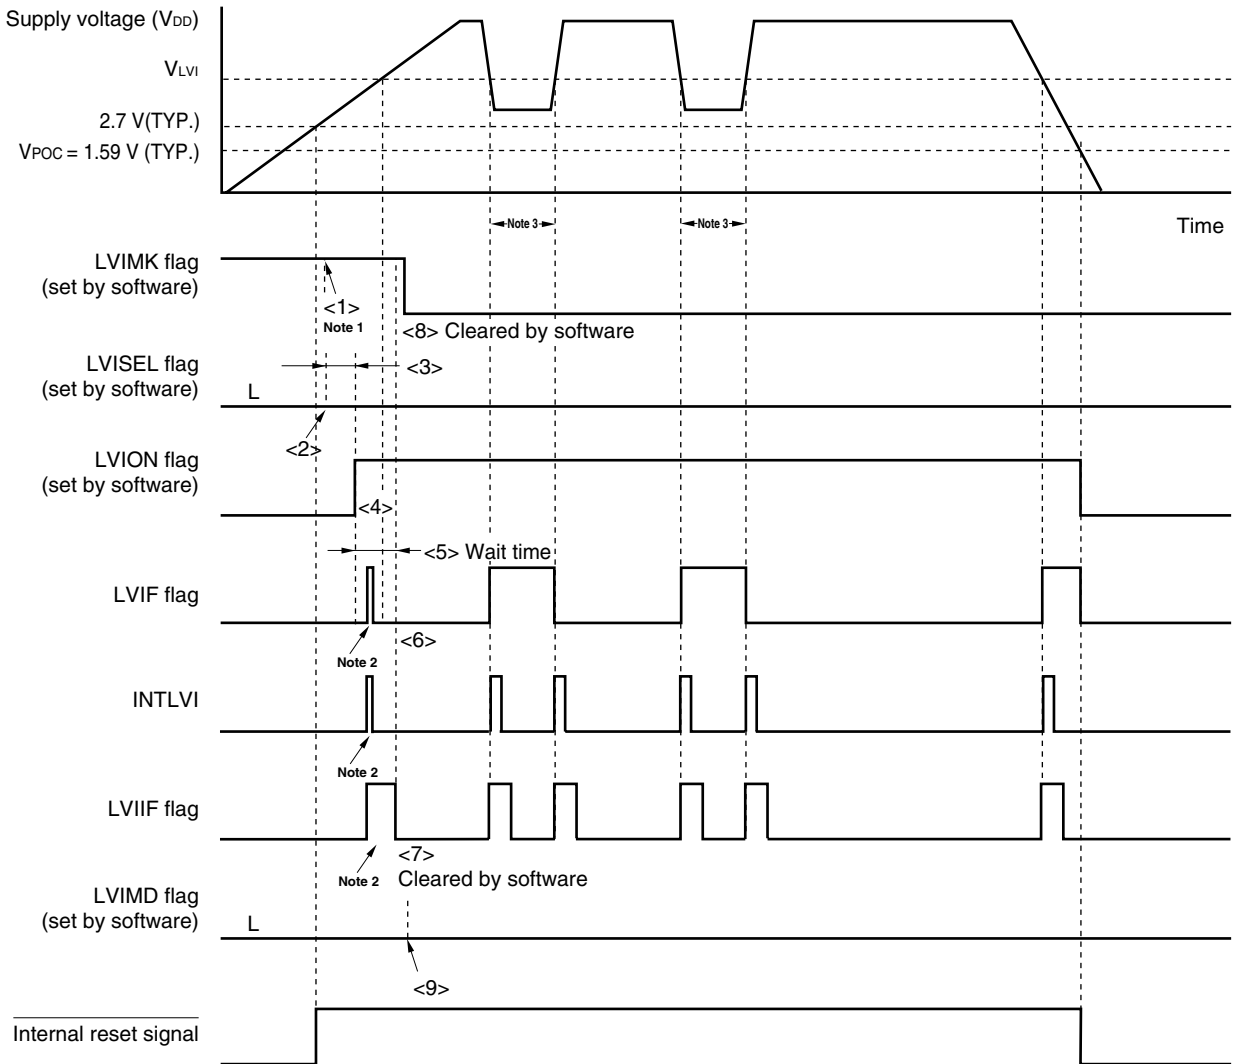 Supply voltage (VDD)
VLVI
2.7 V(TYP.)
VPOC = 1.59 V (TYP.)
Note 3
Note 3
Time
LVIMK flag
(set by software)
<1>
Note 1
<8> Cleared by software
LVISEL flag
(set by software)
L
<3>
<2>
LVION flag
(set by software)
<4>
<5> Wait time
LVIF flag
<6>
Note 2
INTLVI
Note 2
LVIIF flag
<7>
Note 2
Cleared by software
LVIMD flag
(set by software)
L
<9>
Internal reset signal